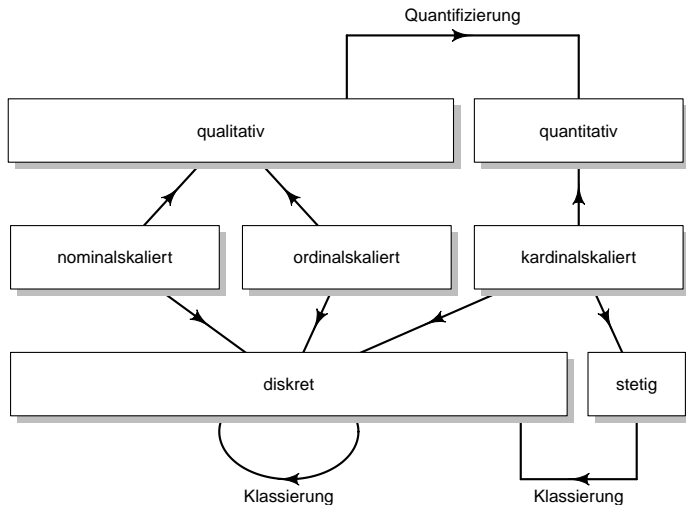 Quantifizierung
qualitativ
quantitativ
nominalskaliert
ordinalskaliert
kardinalskaliert
diskret
stetig
Klassierung
Klassierung